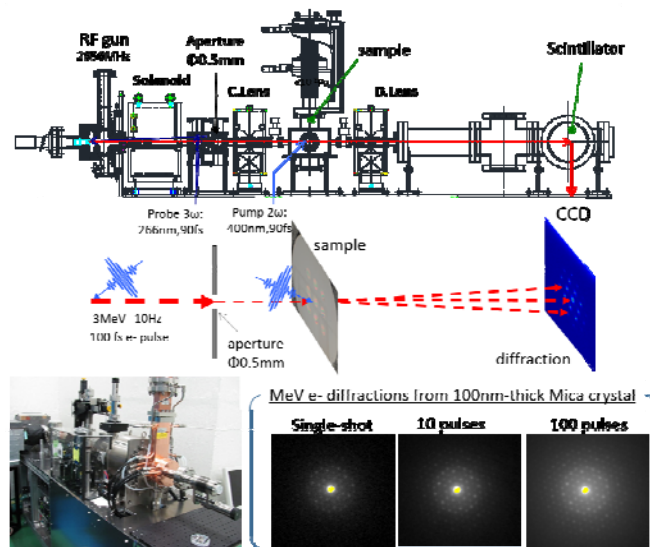 RF gun
2856MHz
Solenoid
Aperture
Φ0.5mm
C.Lens
sample
D.Lens
Scintillator
Probe 3ω:
266nm,90fs
Pump 2ω:
400nm,90fs
CCD
sample
3MeV 10Hz
100 fs e- pulse
aperture
Φ0.5mm
diffraction
MeV e- diffractions from 100nm-thick Mica crystal
Single-shot
10 pulses
100 pulses